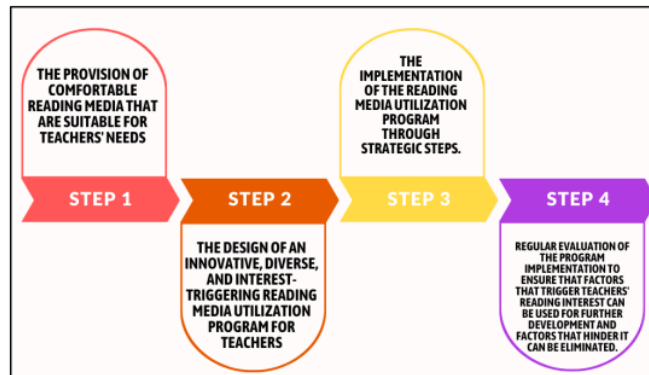 THE PROVISION OF
COMFORTABLE
READING MEDIA THAT
ARE SUITABLE FOR
TEACHERS' NEEDS
STEP 1
STEP 2
THE DESIGN OF AN
INNOVATIVE, DIVERSE,
AND INTEREST-
TRIGGERING READING
MEDIA UTILIZATION
PROGRAM FOR
TEACHERS
THE
IMPLEMENTATION
OF THE READING
MEDIA UTILIZATION
PROGRAM
THROUGH
STRATEGIC STEPS.
STEP 3
STEP 4
REGULAR EVALUATION OF
THE PROGRAM
IMPLEMENTATION TO
ENSURE THAT FACTORS
THAT TRIGGER TEACHERS'
READING INTEREST CAN
BE USED FOR FURTHER
DEVELOPMENT AND
FACTORS THAT HINDER IT
CAN BE ELIMINATED.